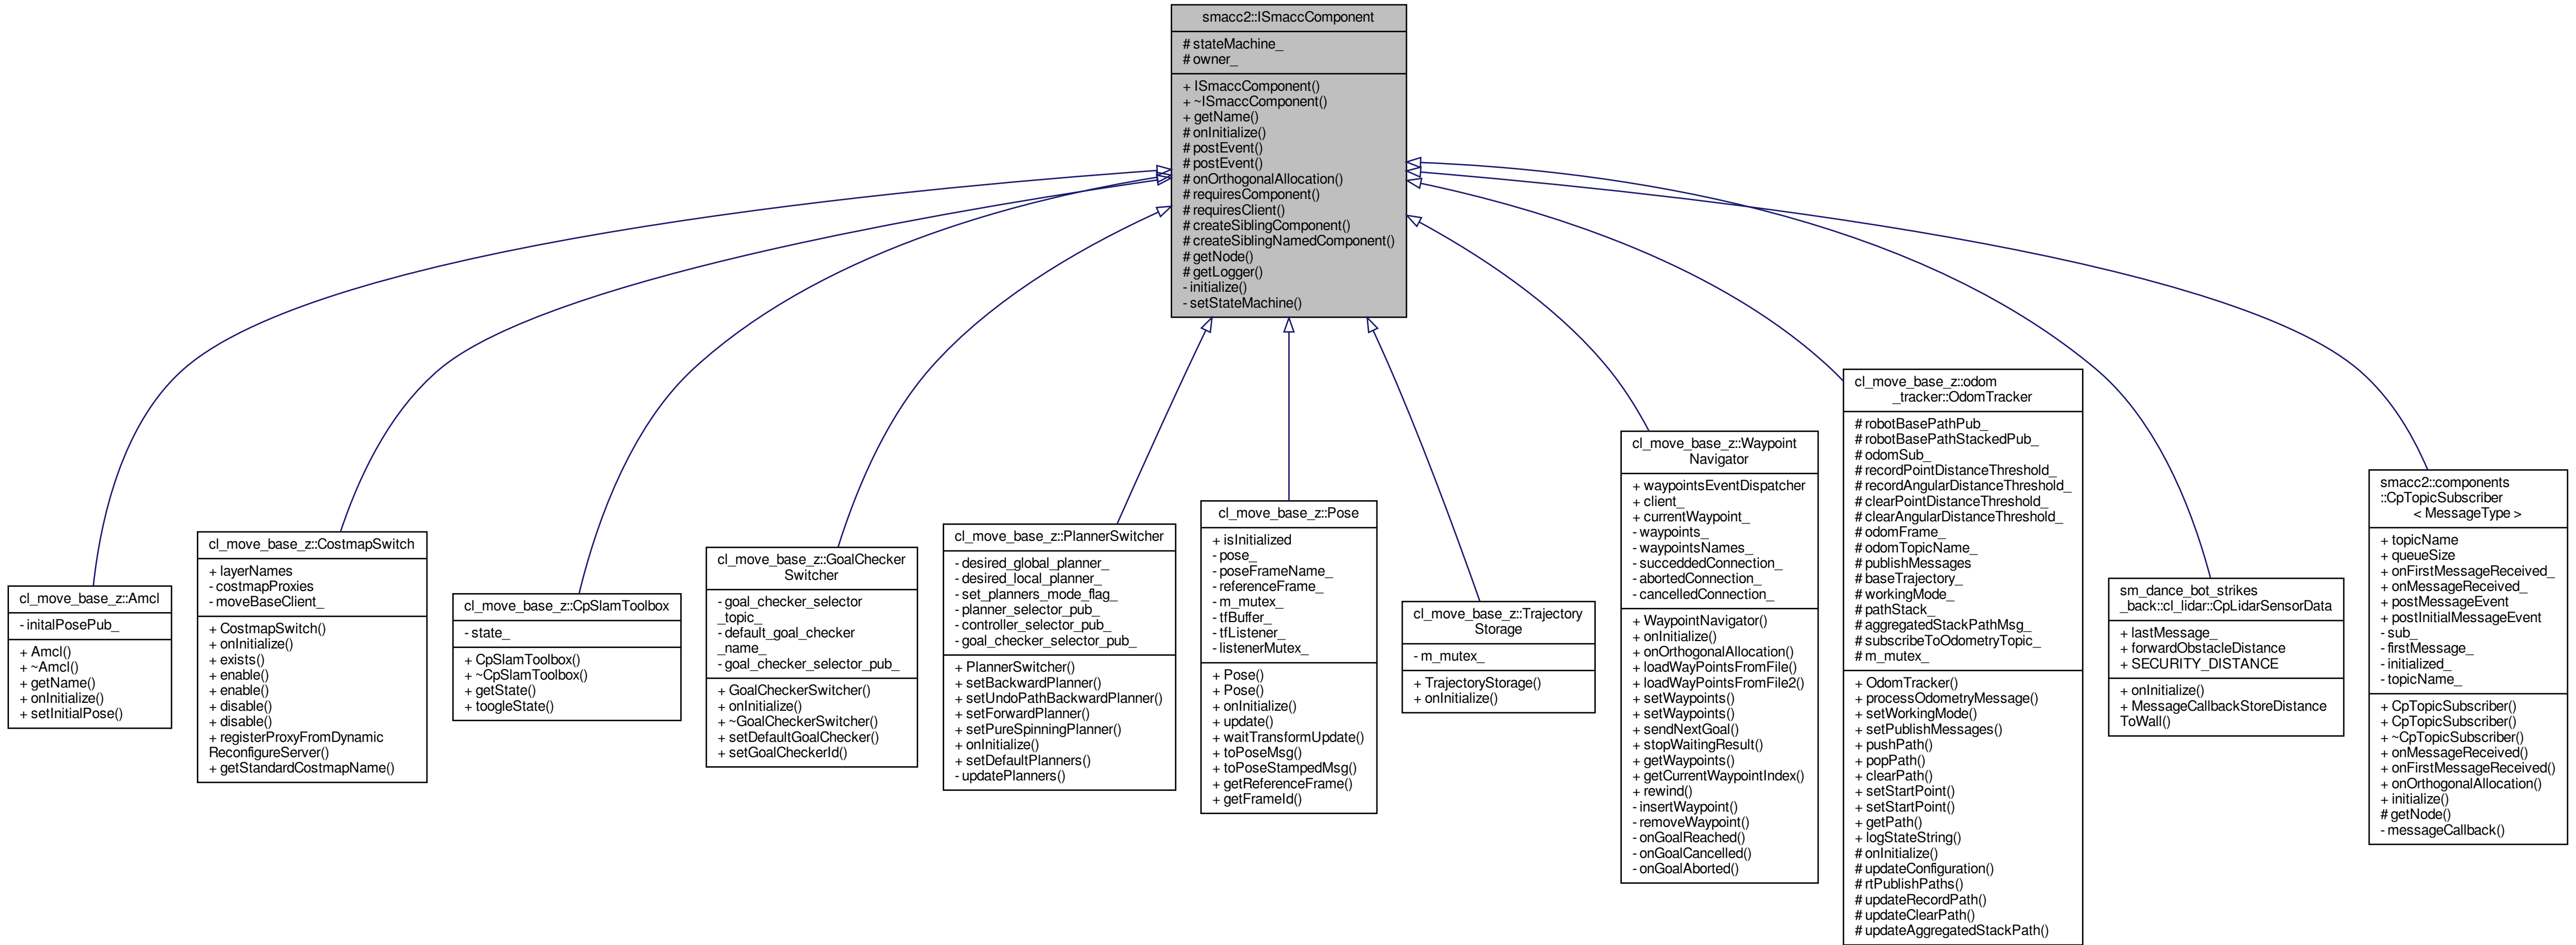 smacc2::ISmaccComponent
# stateMachine_
# owner_
+ ISmaccComponent()
+ ~ISmaccComponent()
+ getName()
# onInitialize()
# postEvent()
# postEvent()
# onOrthogonalAllocation()
# requiresComponent()
# requiresClient()
# createSiblingComponent()
# createSiblingNamedComponent()
# getNode()
# getLogger()
- initialize()
- setStateMachine()
cl_move_base_z::Amcl
- initalPosePub_
+ Amcl()
+ ~Amcl()
+ getName()
+ onInitialize()
+ setInitialPose()
cl_move_base_z::CostmapSwitch
+ layerNames
- costmapProxies
- moveBaseClient_
+ CostmapSwitch()
+ onInitialize()
+ exists()
+ enable()
+ enable()
+ disable()
+ disable()
+ registerProxyFromDynamic
ReconfigureServer()
+ getStandardCostmapName()
cl_move_base_z::CpSlamToolbox
- state_
+ CpSlamToolbox()
+ ~CpSlamToolbox()
+ getState()
+ toogleState()
cl_move_base_z::GoalChecker
Switcher
- goal_checker_selector
_topic_
- default_goal_checker
_name_
- goal_checker_selector_pub_
+ GoalCheckerSwitcher()
+ onInitialize()
+ ~GoalCheckerSwitcher()
+ setDefaultGoalChecker()
+ setGoalCheckerId()
cl_move_base_z::PlannerSwitcher
- desired_global_planner_
- desired_local_planner_
- set_planners_mode_flag_
- planner_selector_pub_
- controller_selector_pub_
- goal_checker_selector_pub_
+ PlannerSwitcher()
+ setBackwardPlanner()
+ setUndoPathBackwardPlanner()
+ setForwardPlanner()
+ setPureSpinningPlanner()
+ onInitialize()
+ setDefaultPlanners()
- updatePlanners()
cl_move_base_z::Pose
+ isInitialized
- pose_
- poseFrameName_
- referenceFrame_
- m_mutex_
- tfBuffer_
- tfListener_
- listenerMutex_
+ Pose()
+ Pose()
+ onInitialize()
+ update()
+ waitTransformUpdate()
+ toPoseMsg()
+ toPoseStampedMsg()
+ getReferenceFrame()
+ getFrameId()
cl_move_base_z::Trajectory
Storage
- m_mutex_
+ TrajectoryStorage()
+ onInitialize()
cl_move_base_z::Waypoint
Navigator
+ waypointsEventDispatcher
+ client_
+ currentWaypoint_
- waypoints_
- waypointsNames_
- succeddedConnection_
- abortedConnection_
- cancelledConnection_
+ WaypointNavigator()
+ onInitialize()
+ onOrthogonalAllocation()
+ loadWayPointsFromFile()
+ loadWayPointsFromFile2()
+ setWaypoints()
+ setWaypoints()
+ sendNextGoal()
+ stopWaitingResult()
+ getWaypoints()
+ getCurrentWaypointIndex()
+ rewind()
- insertWaypoint()
- removeWaypoint()
- onGoalReached()
- onGoalCancelled()
- onGoalAborted()
cl_move_base_z::odom
_tracker::OdomTracker
# robotBasePathPub_
# robotBasePathStackedPub_
# odomSub_
# recordPointDistanceThreshold_
# recordAngularDistanceThreshold_
# clearPointDistanceThreshold_
# clearAngularDistanceThreshold_
# odomFrame_
# odomTopicName_
# publishMessages
# baseTrajectory_
# workingMode_
# pathStack_
# aggregatedStackPathMsg_
# subscribeToOdometryTopic_
# m_mutex_
+ OdomTracker()
+ processOdometryMessage()
+ setWorkingMode()
+ setPublishMessages()
+ pushPath()
+ popPath()
+ clearPath()
+ setStartPoint()
+ setStartPoint()
+ getPath()
+ logStateString()
# onInitialize()
# updateConfiguration()
# rtPublishPaths()
# updateRecordPath()
# updateClearPath()
# updateAggregatedStackPath()
sm_dance_bot_strikes
_back::cl_lidar::CpLidarSensorData
+ lastMessage_
+ forwardObstacleDistance
+ SECURITY_DISTANCE
+ onInitialize()
+ MessageCallbackStoreDistance
ToWall()
smacc2::components
::CpTopicSubscriber
< MessageType >
+ topicName
+ queueSize
+ onFirstMessageReceived_
+ onMessageReceived_
+ postMessageEvent
+ postInitialMessageEvent
- sub_
- firstMessage_
- initialized_
- topicName_
+ CpTopicSubscriber()
+ CpTopicSubscriber()
+ ~CpTopicSubscriber()
+ onMessageReceived()
+ onFirstMessageReceived()
+ onOrthogonalAllocation()
+ initialize()
# getNode()
- messageCallback()